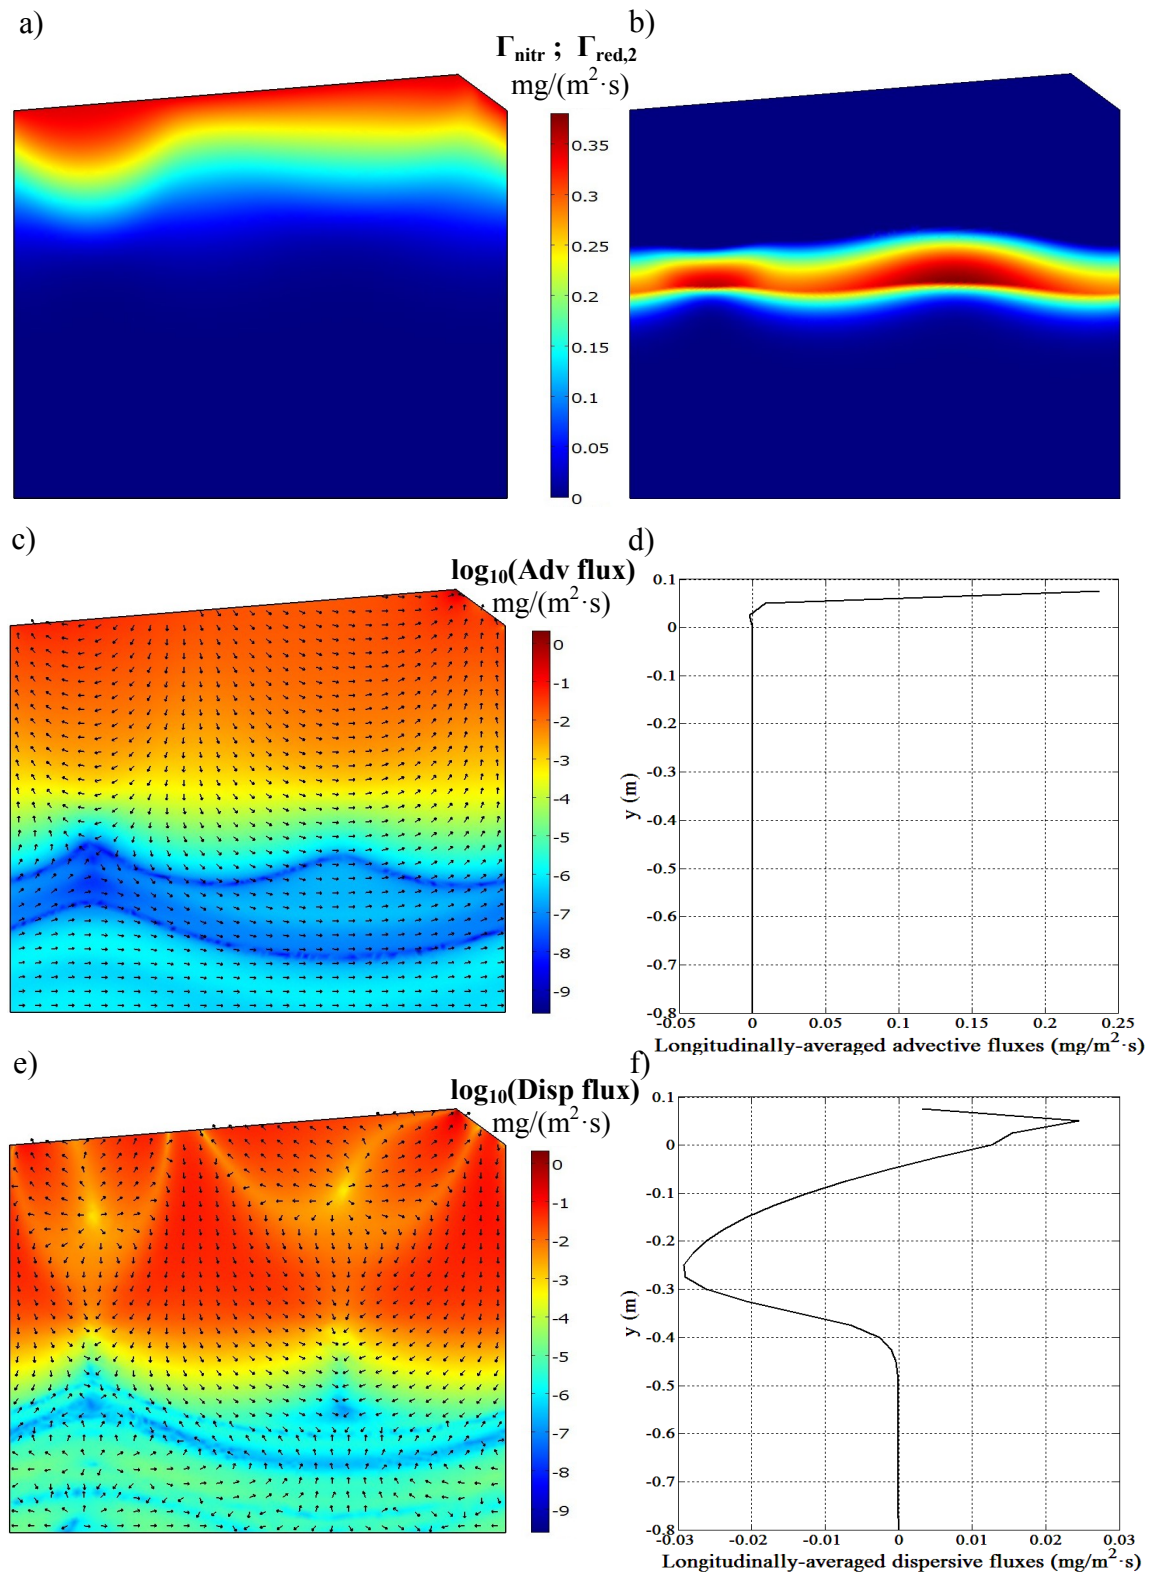 a)
b)
Γnitr ; Γred,2
mg/(m²·s)
0.35
0.3
0.25
0.2
0.15
0.1
0.05
0
c)
d)
log₁₀(Adv flux)
mg/(m²·s)
0
-1
-2
-3
-4
-5
-6
-7
-8
-9
y (m)
0.1
0
-0.1
-0.2
-0.3
-0.4
-0.5
-0.6
-0.7
-0.8
-0.05 0 0.05 0.1 0.15 0.2 0.25
Longitudinally-averaged advective fluxes (mg/m²·s)
e)
f)
log₁₀(Disp flux)
mg/(m²·s)
0
-1
-2
-3
-4
-5
-6
-7
-8
-9
y (m)
0.1
0
-0.1
-0.2
-0.3
-0.4
-0.5
-0.6
-0.7
-0.8
-0.03 -0.02 -0.01 0 0.01 0.02 0.03
Longitudinally-averaged dispersive fluxes (mg/m²·s)